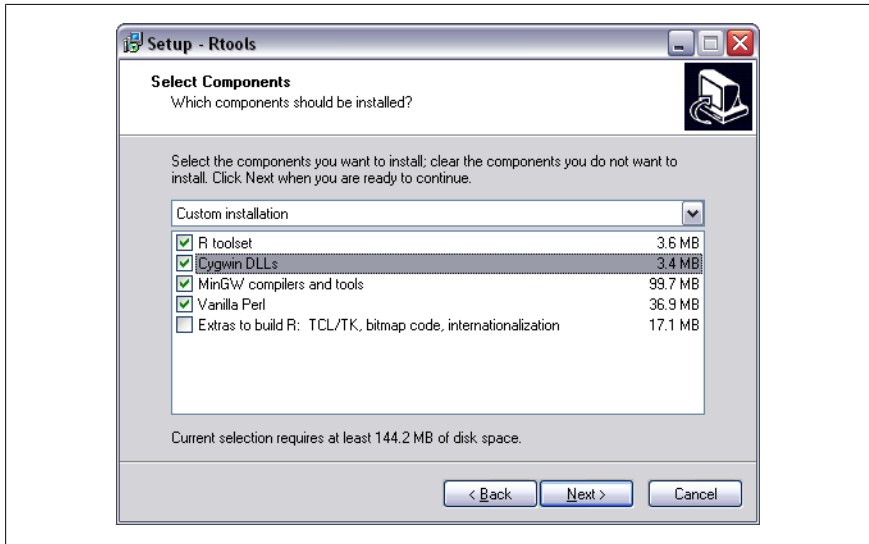 Setup - Rtools
Select Components
Which components should be installed?
Select the components you want to install; clear the components you do not want to
install. Click Next when you are ready to continue.
Custom installation
R toolset 3.6 MB
Cygwin DLLs 3.4 MB
MinGW compilers and tools 99.7 MB
Vanilla Perl 36.9 MB
Extras to build R: TCL/TK, bitmap code, internationalization 17.1 MB
Current selection requires at least 144.2 MB of disk space.
< Back Next > Cancel